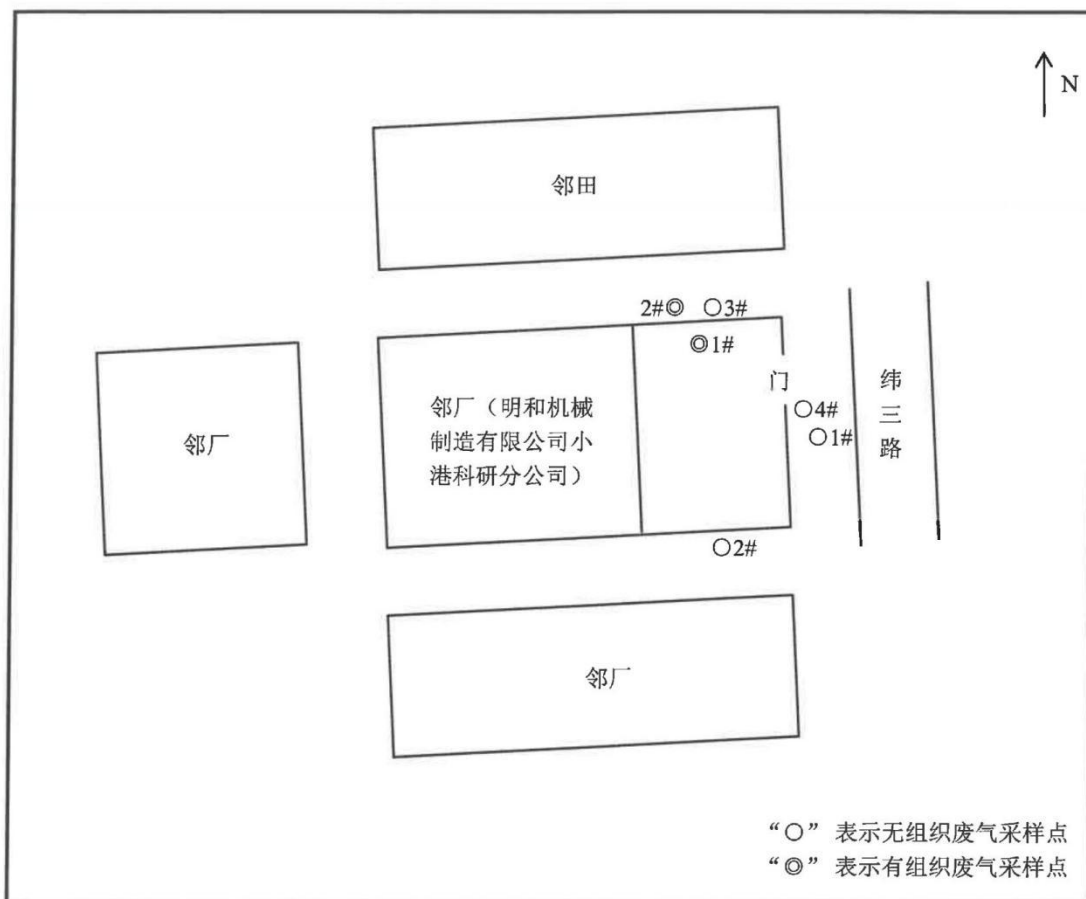 N
邻田
2#◎ ○3#
◎1#
门
纬三路
○4#
○1#
邻厂
邻厂（明和机械
制造有限公司小
港科研分公司）
○2#
邻厂
“○”表示无组织废气采样点
“◎”表示有组织废气采样点